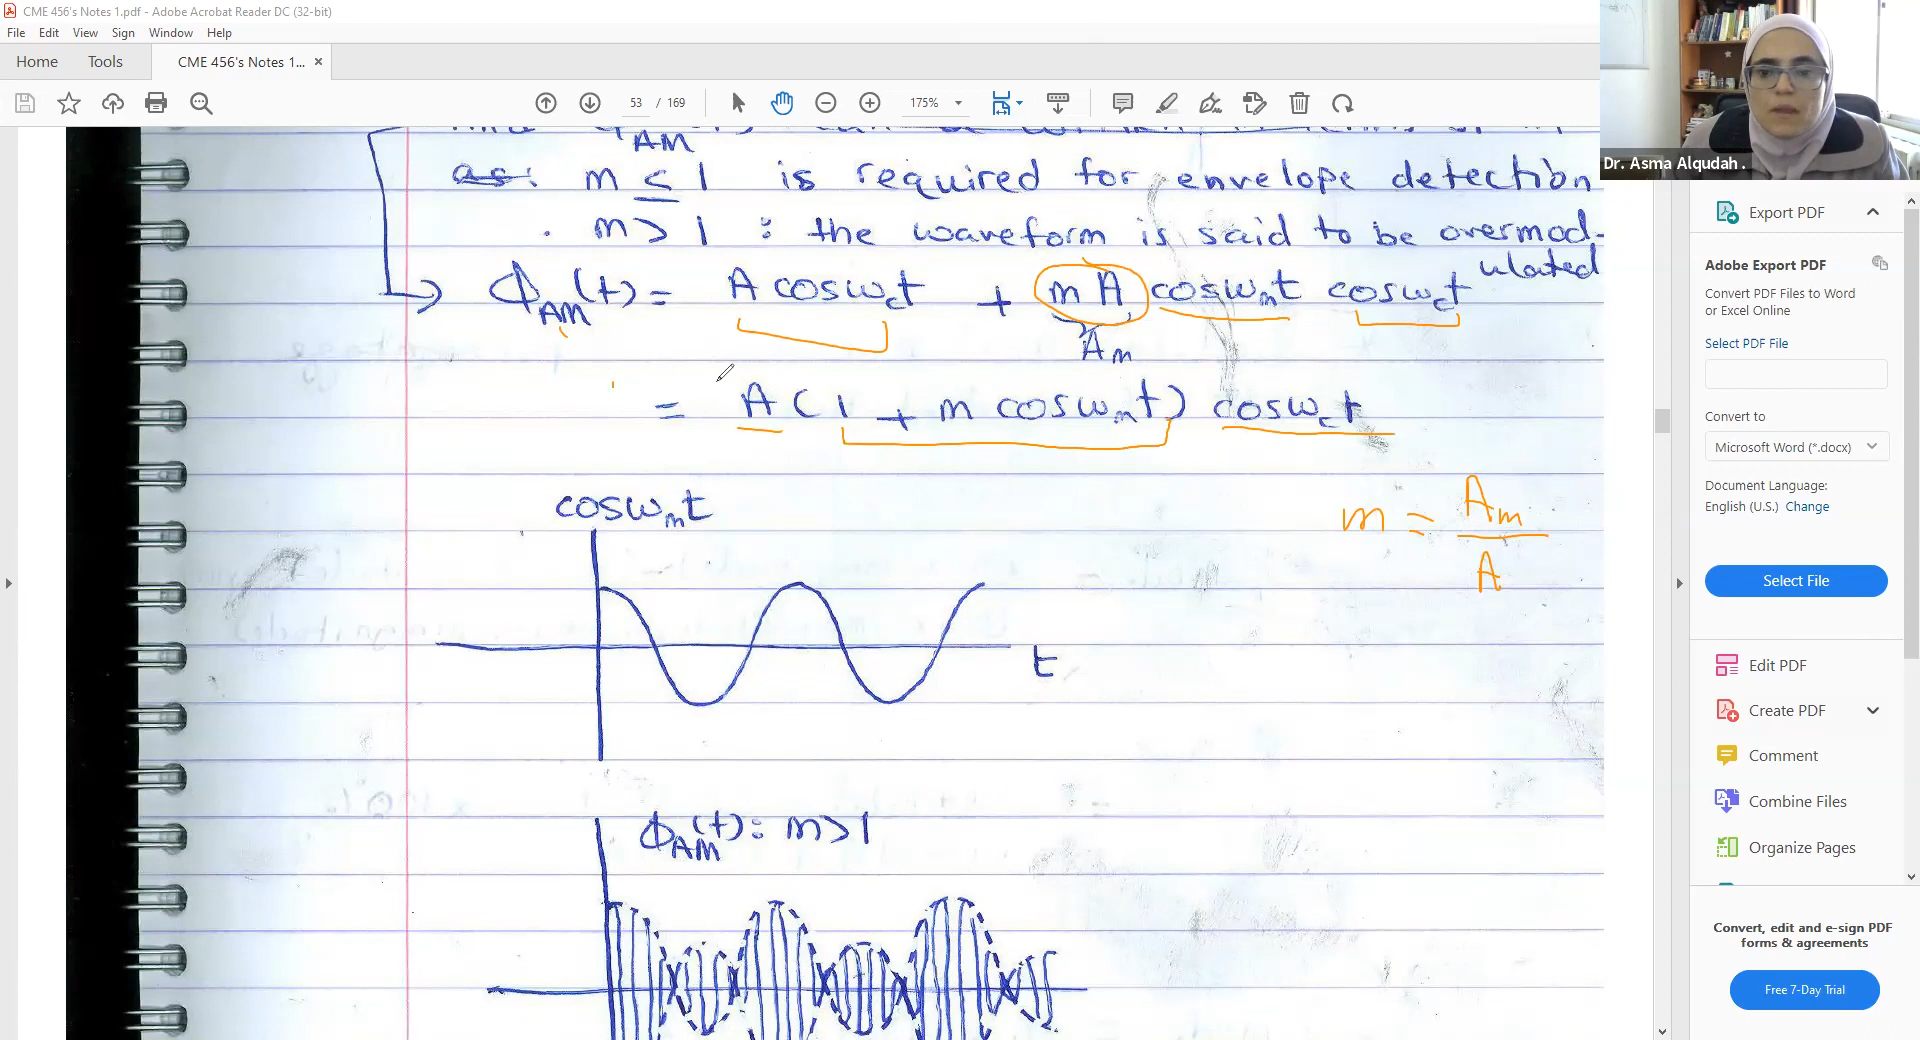 CME 456's Notes 1.pdf - Adobe Acrobat Reader DC (32-bit)
File Edit View Sign Window Help
Home Tools CME 456's Notes 1... ×
53 / 169 175%
Dr. Asma Alqudah .
AM
as: m ≤ 1 is required for envelope detection
. m > 1 : the waveform is said to be overmod-
ulated
ϕAM(t) = A cosωct + mA cosωmt cosωct
Am
= A ( 1 + m cosωmt ) cosωct
m = Am / A
cosωmt
t
ϕAM(t): m>1
Export PDF
Adobe Export PDF
Convert PDF Files to Word
or Excel Online
Select PDF File
Convert to
Microsoft Word (*.docx)
Document Language:
English (U.S.) Change
Select File
Edit PDF
Create PDF
Comment
Combine Files
Organize Pages
Convert, edit and e-sign PDF
forms & agreements
Free 7-Day Trial